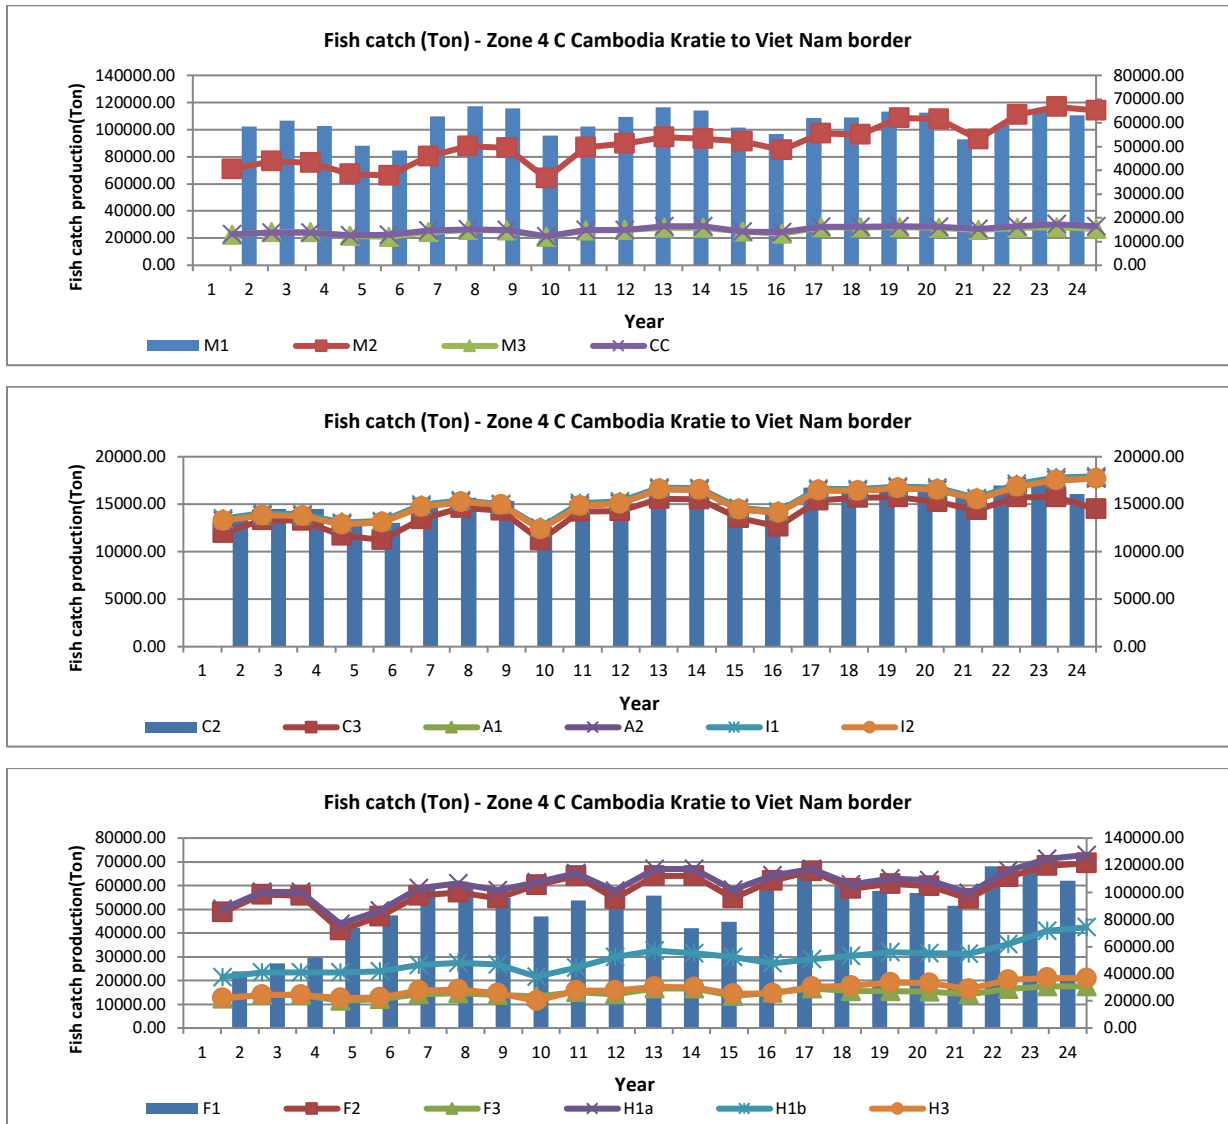 Fish catch (Ton) - Zone 4 C Cambodia Kratie to Viet Nam border
Fish catch production(Ton)
140000.00
120000.00
100000.00
80000.00
60000.00
40000.00
20000.00
0.00
80000.00
70000.00
60000.00
50000.00
40000.00
30000.00
20000.00
10000.00
0.00
1 2 3 4 5 6 7 8 9 10 11 12 13 14 15 16 17 18 19 20 21 22 23 24
Year
M1 M2 M3 CC
Fish catch (Ton) - Zone 4 C Cambodia Kratie to Viet Nam border
Fish catch production(Ton)
20000.00
15000.00
10000.00
5000.00
0.00
20000.00
15000.00
10000.00
5000.00
0.00
1 2 3 4 5 6 7 8 9 10 11 12 13 14 15 16 17 18 19 20 21 22 23 24
Year
C2 C3 A1 A2 I1 I2
Fish catch (Ton) - Zone 4 C Cambodia Kratie to Viet Nam border
Fish catch production(Ton)
80000.00
70000.00
60000.00
50000.00
40000.00
30000.00
20000.00
10000.00
0.00
140000.00
120000.00
100000.00
80000.00
60000.00
40000.00
20000.00
0.00
1 2 3 4 5 6 7 8 9 10 11 12 13 14 15 16 17 18 19 20 21 22 23 24
Year
F1 F2 F3 H1a H1b H3